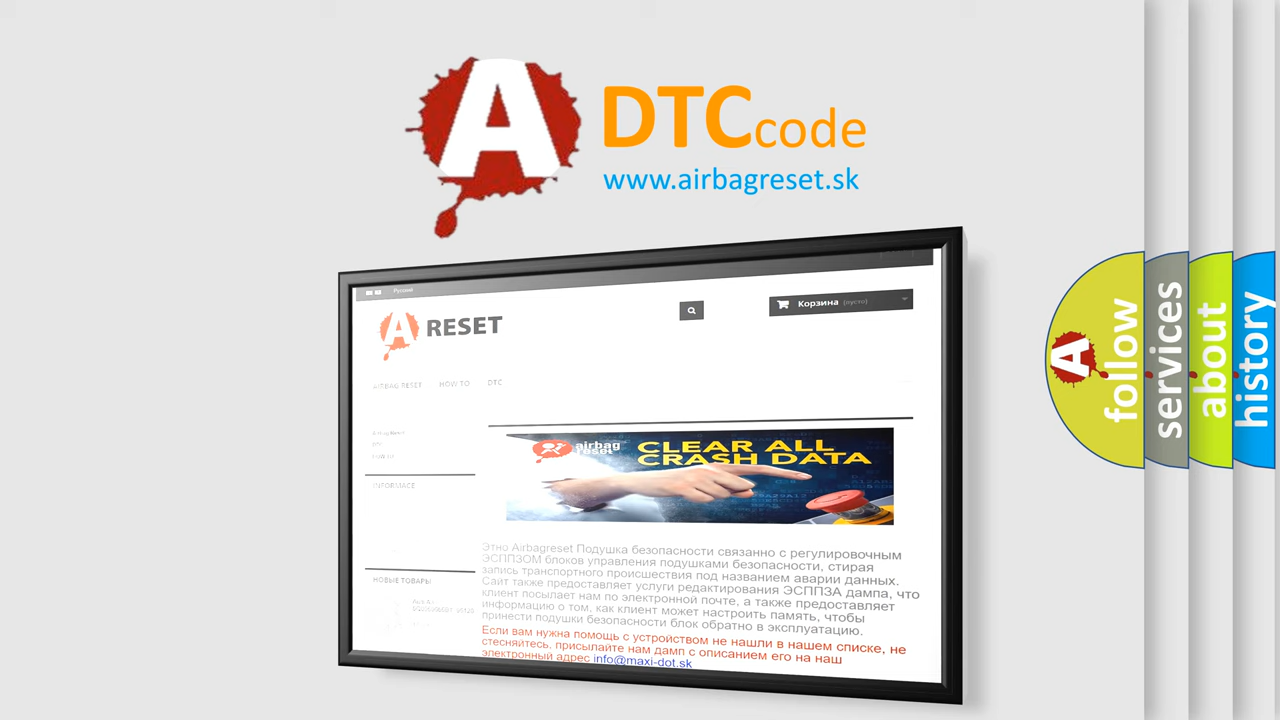 A DTCcode
www.airbagreset.sk
Русский
Корзина (пусто)
A RESET
AIRBAG RESET HOW TO DTC
Airbag Reset
DTC
INFORMACE
НОВЫЕ ТОВАРЫ
airbag
reset
CLEAR ALL
CRASH DATA
Этно Airbagreset Подушка безопасности связанно с регулировочным
ЭСППЗОМ блоков управления подушками безопасности, стирая
запись транспортного происшествия под названием аварии данных.
Сайт также предоставляет услуги редактирования ЭСППЗА дампа, что
клиент посылает нам по электронной почте, а также предоставляет
информацию о том, как клиент может настроить память, чтобы
принести подушки безопасности блок обратно в эксплуатацию.
Если вам нужна помощь с устройством не нашли в нашем списке, не
стесняйтесь, присылайте нам дамп с описанием его на наш
электронный адрес info@maxi-dot.sk
A follow
services
about
history